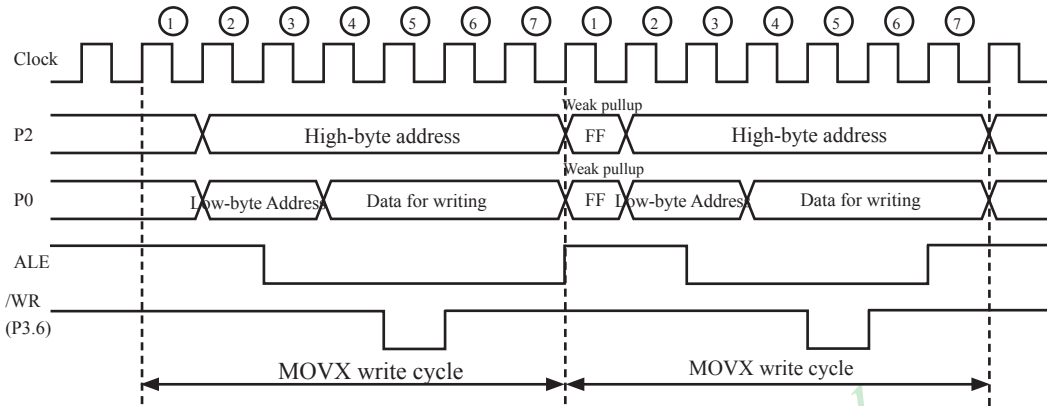 1 2 3 4 5 6 7 1 2 3 4 5 6 7
Clock
Weak pullup
P2 High-byte address FF High-byte address
Weak pullup
P0 Low-byte Address Data for writing FF Low-byte Address Data for writing
ALE
/WR
(P3.6)
MOVX write cycle MOVX write cycle